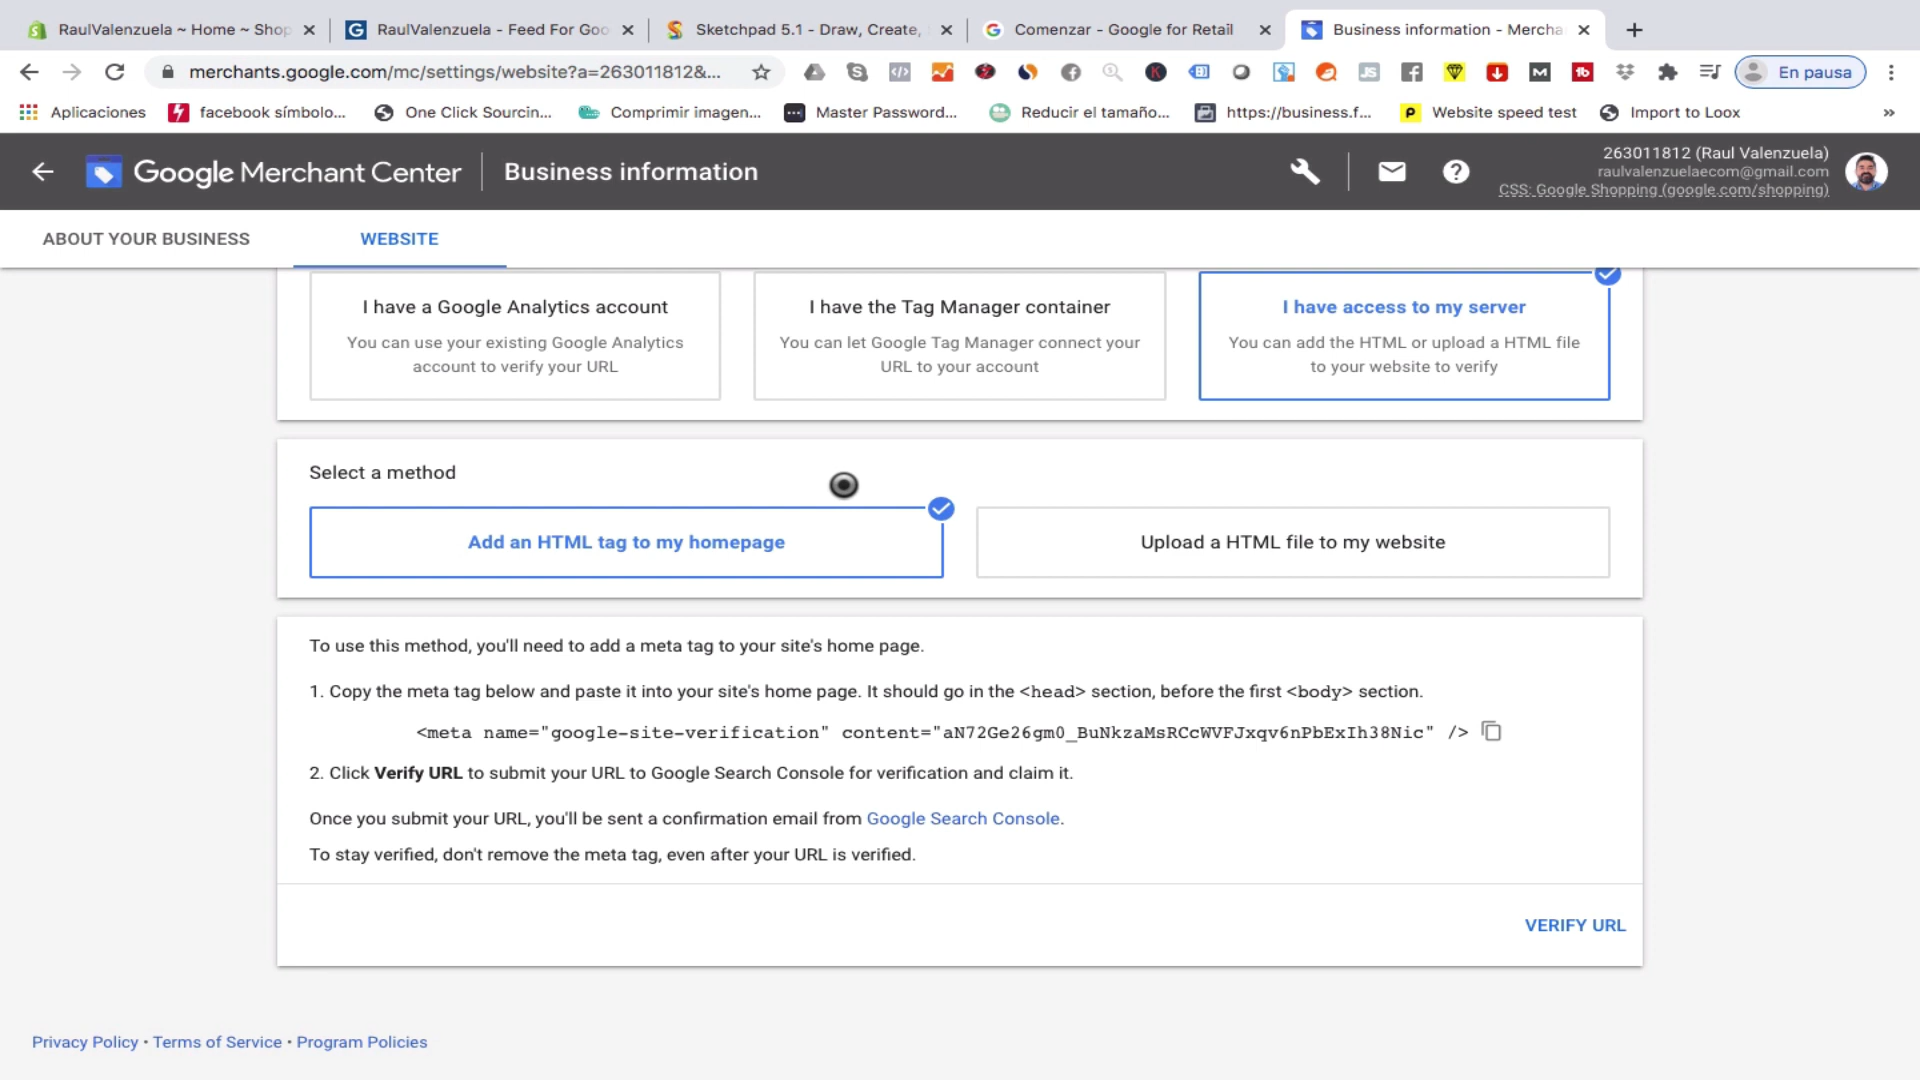 RaulValenzuela ~ Home ~ Shop
RaulValenzuela - Feed For Goo
Sketchpad 5.1 - Draw, Create,
Comenzar - Google for Retail
Business information - Mercha
merchants.google.com/mc/settings/website?a=263011812&...
En pausa
Aplicaciones
facebook símbolo...
One Click Sourcin...
Comprimir imagen...
Master Password...
Reducir el tamaño...
https://business.f...
Website speed test
Import to Loox
»
Google Merchant Center
Business information
263011812 (Raul Valenzuela)
raulvalenzuelaecom@gmail.com
CSS: Google Shopping (google.com/shopping)
ABOUT YOUR BUSINESS
WEBSITE
I have a Google Analytics account
You can use your existing Google Analytics
account to verify your URL
I have the Tag Manager container
You can let Google Tag Manager connect your
URL to your account
I have access to my server
You can add the HTML or upload a HTML file
to your website to verify
Select a method
Add an HTML tag to my homepage
Upload a HTML file to my website
To use this method, you'll need to add a meta tag to your site's home page.
1. Copy the meta tag below and paste it into your site's home page. It should go in the <head> section, before the first <body> section.
<meta name="google-site-verification" content="aN72Ge26gm0_BuNkzaMsRCcWVFJxqv6nPbExIh38Nic" />
2. Click Verify URL to submit your URL to Google Search Console for verification and claim it.
Once you submit your URL, you'll be sent a confirmation email from Google Search Console.
To stay verified, don't remove the meta tag, even after your URL is verified.
VERIFY URL
Privacy Policy • Terms of Service • Program Policies